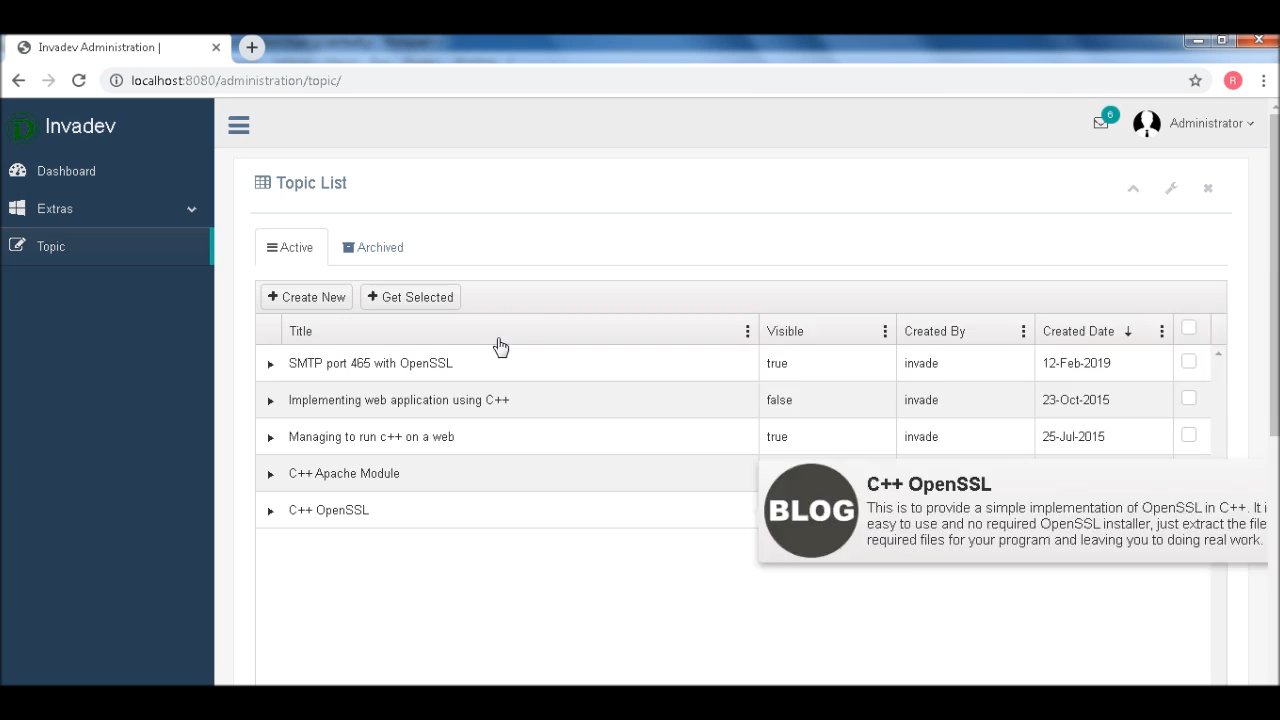 Invadev Administration |
localhost:8080/administration/topic/
R
Invadev
6
Administrator
Dashboard
Extras
Topic
Topic List
Active
Archived
Create New
Get Selected
Title
Visible
Created By
Created Date
SMTP port 465 with OpenSSL
true
invade
12-Feb-2019
Implementing web application using C++
false
invade
23-Oct-2015
Managing to run c++ on a web
true
invade
25-Jul-2015
C++ Apache Module
C++ OpenSSL
BLOG
C++ OpenSSL
This is to provide a simple implementation of OpenSSL in C++. It i
easy to use and no required OpenSSL installer, just extract the file
required files for your program and leaving you to doing real work.